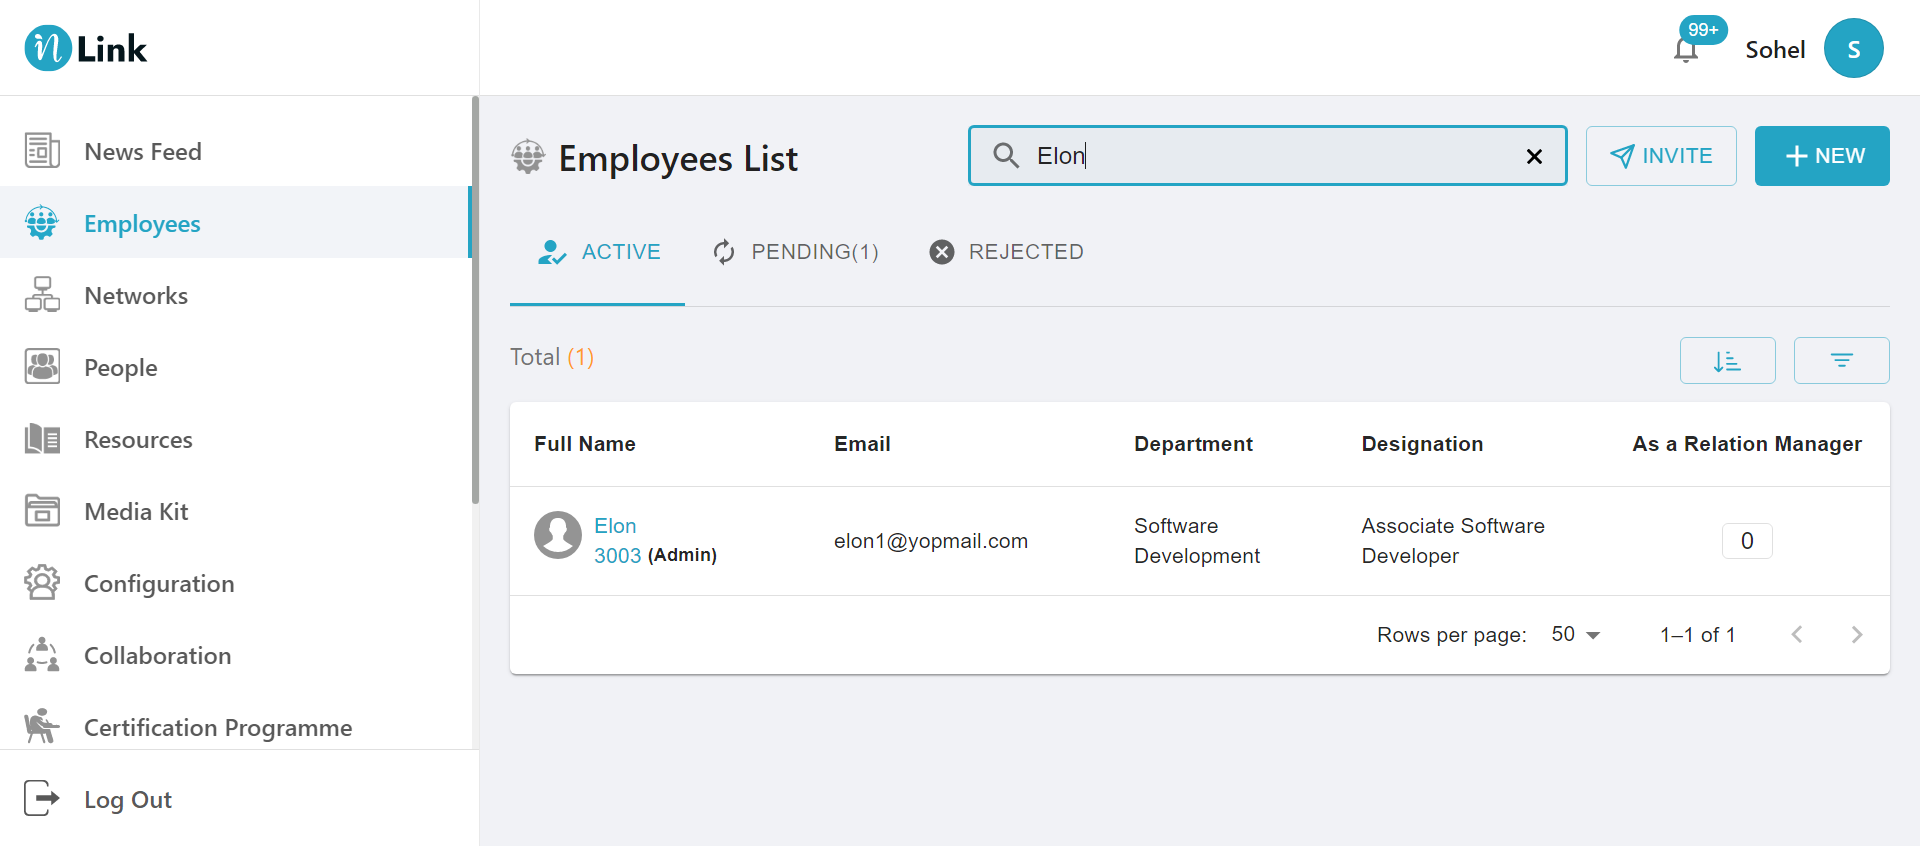 n Link
99+
Sohel
S
News Feed
Employees
Networks
People
Resources
Media Kit
Configuration
Collaboration
Certification Programme
Log Out
Employees List
Elon
INVITE
NEW
ACTIVE
PENDING(1)
REJECTED
Total (1)
Full Name Email Department Designation As a Relation Manager
Elon
3003 (Admin)
elon1@yopmail.com
Software
Development
Associate Software
Developer
0
Rows per page: 50 1–1 of 1